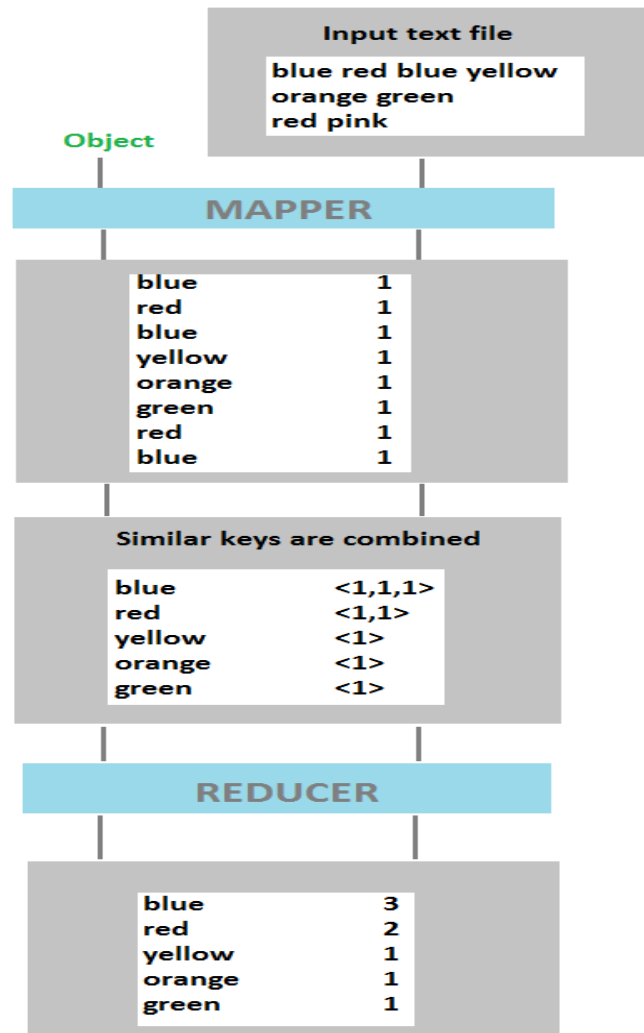 Input text file
blue red blue yellow
orange green
red pink
Object
MAPPER
blue 1
red 1
blue 1
yellow 1
orange 1
green 1
red 1
blue 1
Similar keys are combined
blue <1,1,1>
red <1,1>
yellow <1>
orange <1>
green <1>
REDUCER
blue 3
red 2
yellow 1
orange 1
green 1